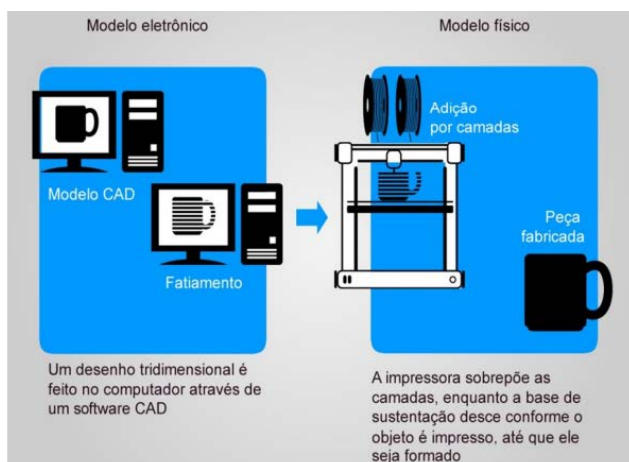 Modelo eletrônico
Modelo CAD
Fatiamento
Um desenho tridimensional é
feito no computador através de
um software CAD
Modelo físico
Adição
por camadas
Peça
fabricada
A impressora sobrepõe as
camadas, enquanto a base de
sustentação desce conforme o
objeto é impresso, até que ele
seja formado